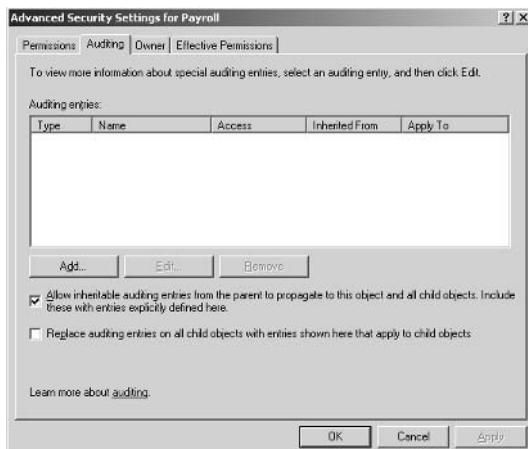 Advanced Security Settings for Payroll
Permissions Auditing Owner Effective Permissions
To view more information about special auditing entries, select an auditing entry, and then click Edit.
Auditing entries:
Type Name Access Inherited From Apply To
Add... Edit... Remove
Allow inheritable auditing entries from the parent to propagate to this object and all child objects. Include
these with entries explicitly defined here.
Replace auditing entries on all child objects with entries shown here that apply to child objects
Learn more about auditing.
OK Cancel Apply